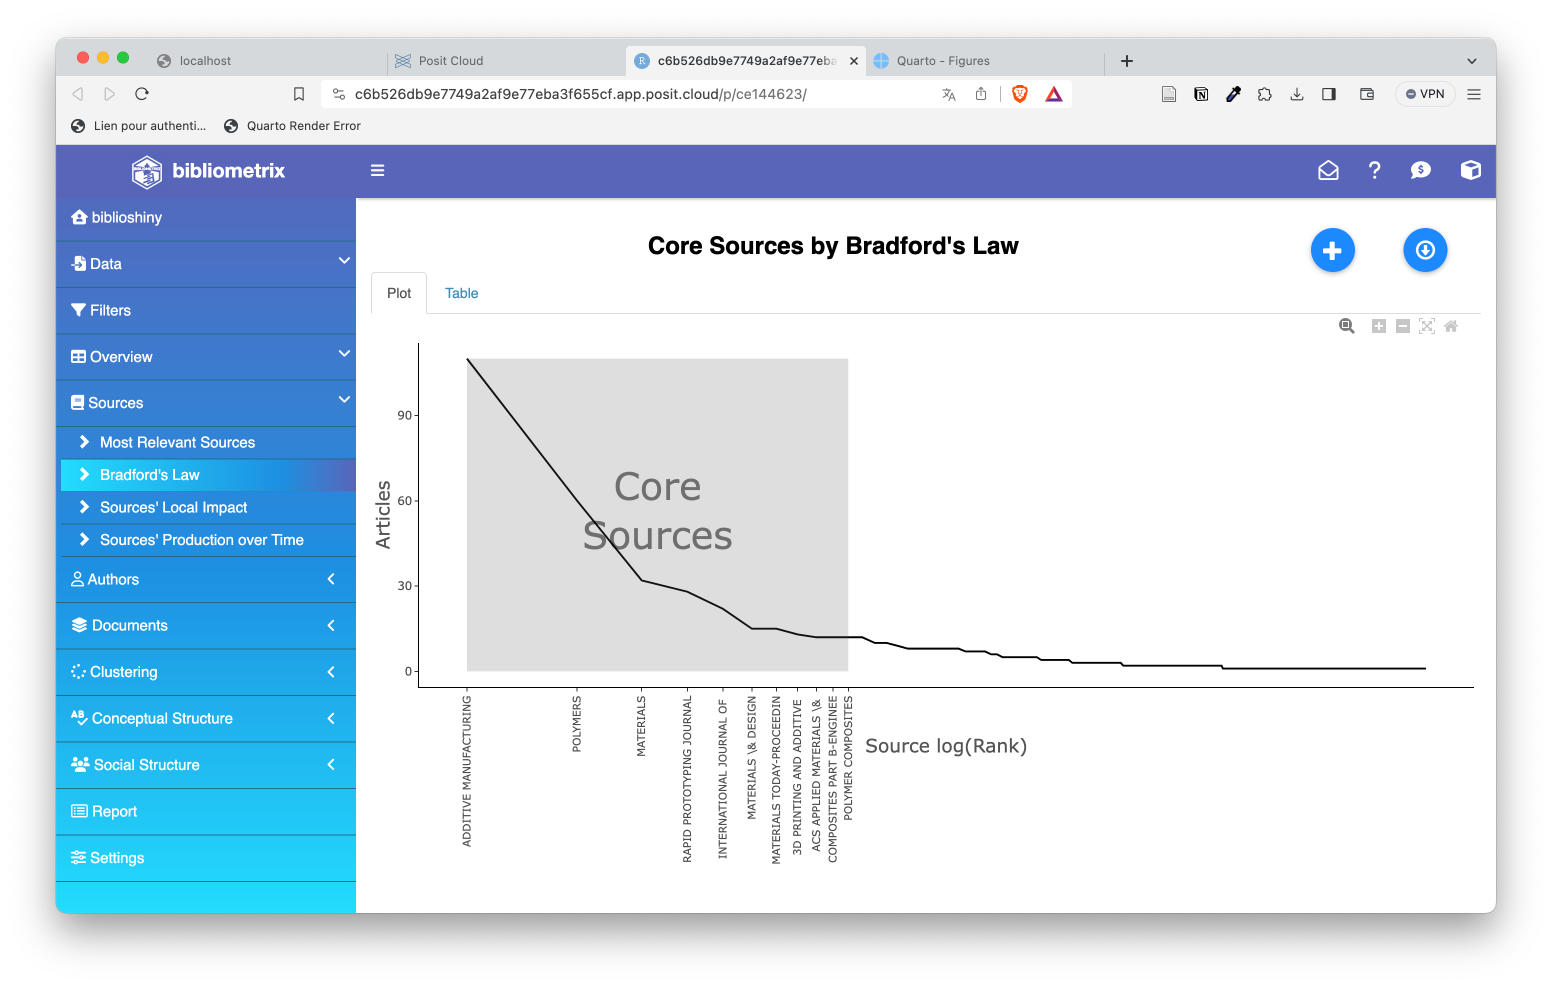 localhost
Posit Cloud
c6b526db9e7749a2af9e77eba
Quarto - Figures
c6b526db9e7749a2af9e77eba3f655cf.app.posit.cloud/p/ce144623/
VPN
Lien pour authenti...
Quarto Render Error
bibliometrix
biblioshiny
Data
Filters
Overview
Sources
Most Relevant Sources
Bradford's Law
Sources' Local Impact
Sources' Production over Time
Authors
Documents
Clustering
Conceptual Structure
Social Structure
Report
Settings
Core Sources by Bradford's Law
Plot
Table
Articles
90
60
30
0
Core
Sources
ADDITIVE MANUFACTURING
POLYMERS
MATERIALS
RAPID PROTOTYPING JOURNAL
INTERNATIONAL JOURNAL OF
MATERIALS \& DESIGN
MATERIALS TODAY-PROCEEDIN
3D PRINTING AND ADDITIVE
ACS APPLIED MATERIALS \&
COMPOSITES PART B-ENGINEE
POLYMER COMPOSITES
Source log(Rank)